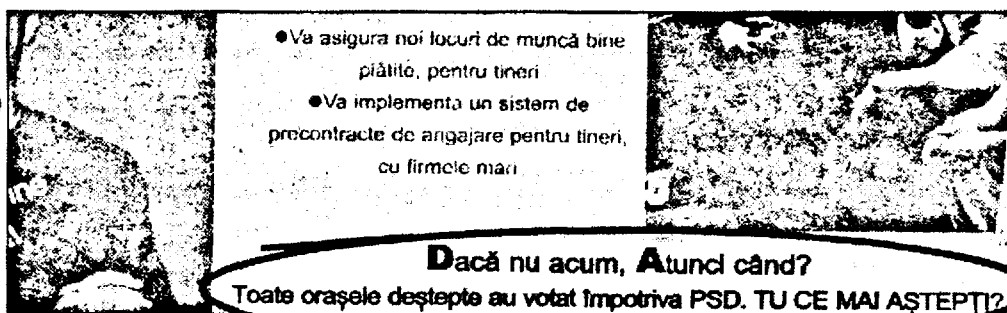 ●Va asigura noi locuri de muncă bine
plătite, pentru tineri
●Va implementa un sistem de
precontracte de angajare pentru tineri,
cu firmele mari
Dacă nu acum, Atunci când?
Toate orașele deștepte au votat împotriva PSD. TU CE MAI AȘTEPȚI?